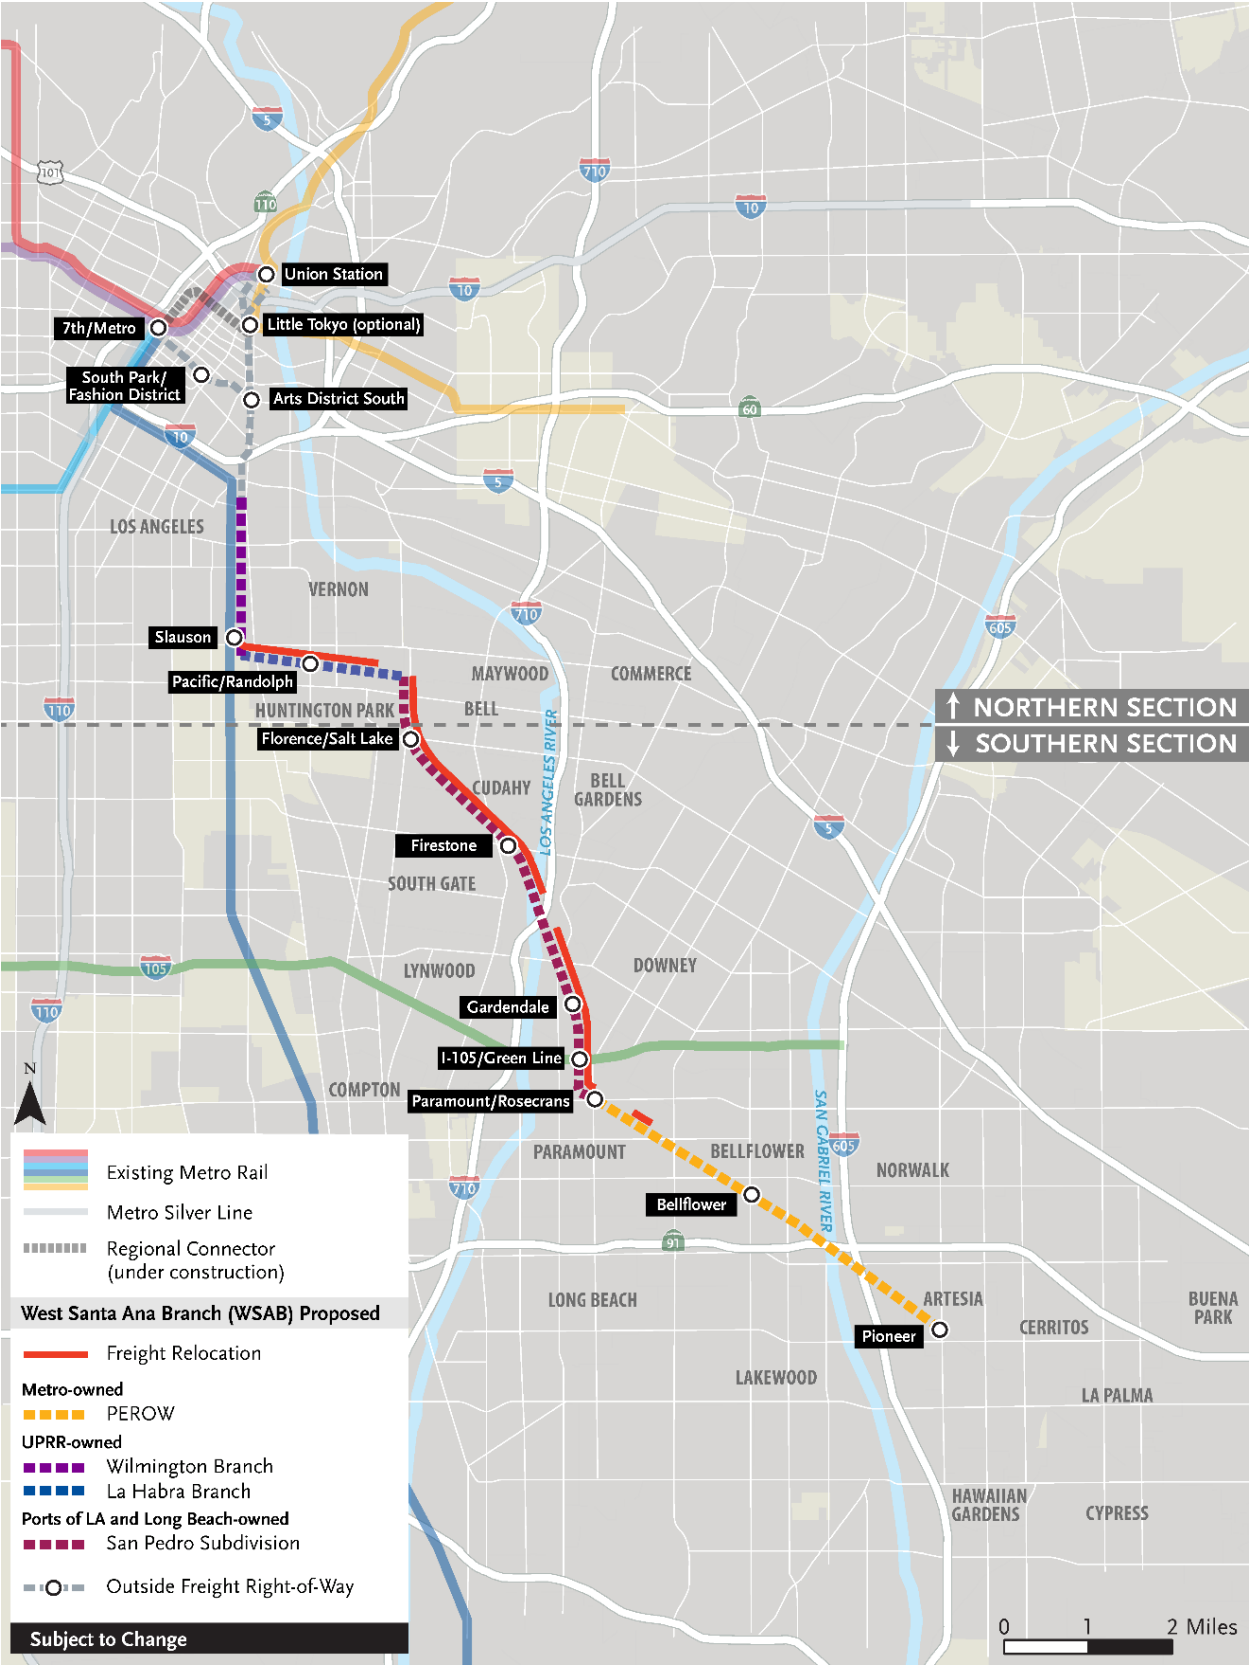 5
101
710
110
10
Union Station
10
7th/Metro
Little Tokyo (optional)
South Park/
Fashion District
Arts District South
60
10
5
LOS ANGELES
VERNON
710
605
Slauson
MAYWOOD
COMMERCE
Pacific/Randolph
110
HUNTINGTON PARK
BELL
↑ NORTHERN SECTION
Florence/Salt Lake
↓ SOUTHERN SECTION
LOS ANGELES RIVER
CUDAHY
BELL
GARDENS
5
Firestone
SOUTH GATE
105
LYNWOOD
DOWNEY
110
Gardendale
I-105/Green Line
N
COMPTON
Paramount/Rosecrans
SAN GABRIEL RIVER
PARAMOUNT
BELLFLOWER
605
NORWALK
710
Bellflower
91
LONG BEACH
ARTESIA
BUENA
PARK
Pioneer
CERRITOS
LAKEWOOD
LA PALMA
HAWAIIAN
GARDENS
CYPRESS
Existing Metro Rail
Metro Silver Line
Regional Connector
(under construction)
West Santa Ana Branch (WSAB) Proposed
Freight Relocation
Metro-owned
PEROW
UPRR-owned
Wilmington Branch
La Habra Branch
Ports of LA and Long Beach-owned
San Pedro Subdivision
Outside Freight Right-of-Way
Subject to Change
0 1 2 Miles